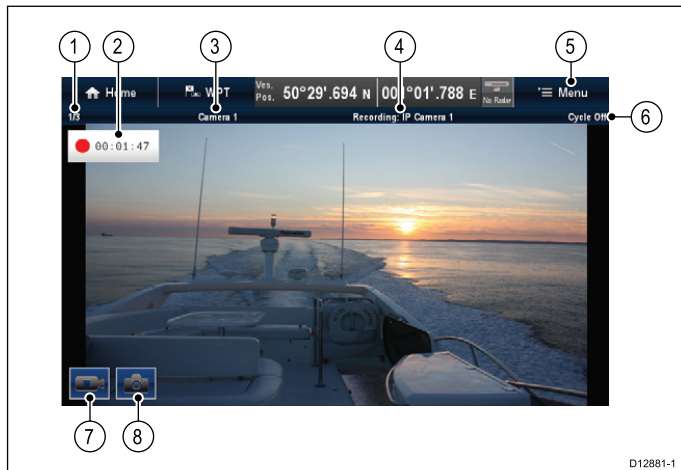 1 2 3 4 5
Home WPT Ves. Pos. 50°29'.694 N 001°01'.788 E No Radar Menu
1/3 Camera 1 Recording: IP Camera 1 Cycle Off
6
00:01:47
7 8
D12881-1